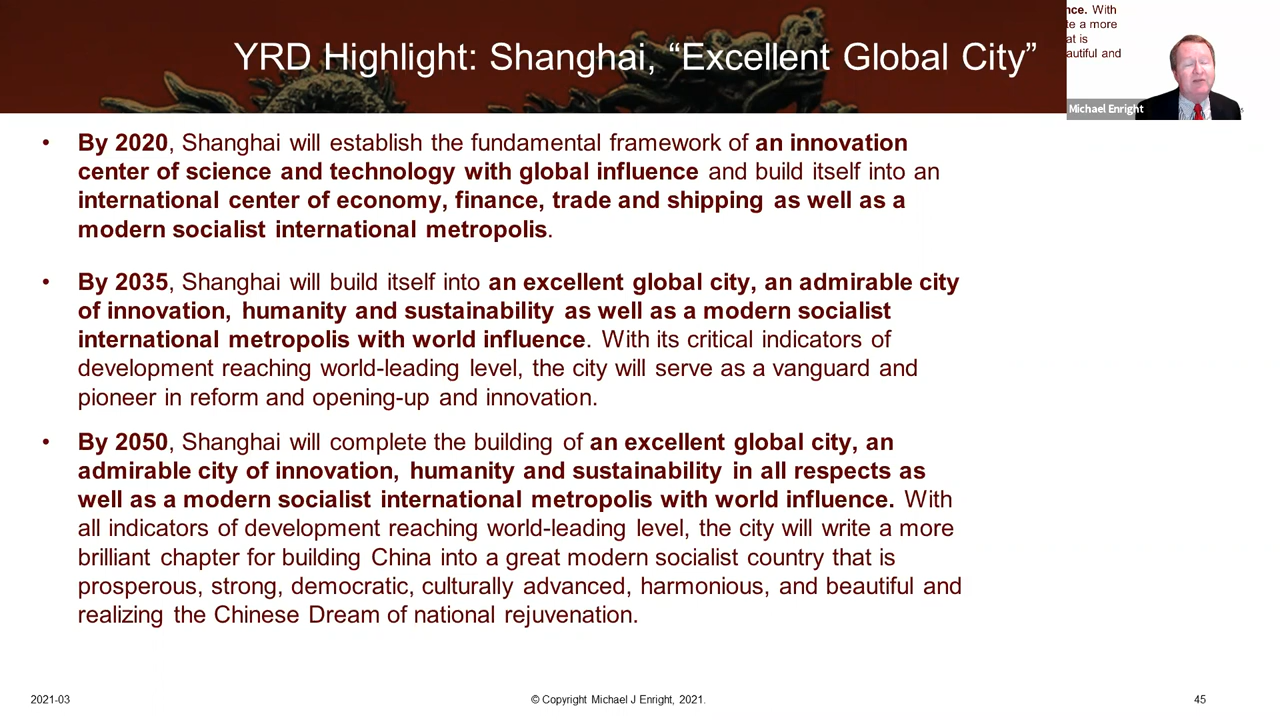 YRD Highlight: Shanghai, “Excellent Global City”
nce. With
te a more
at is
autiful and
Michael Enright
• By 2020, Shanghai will establish the fundamental framework of an innovation
center of science and technology with global influence and build itself into an
international center of economy, finance, trade and shipping as well as a
modern socialist international metropolis.
• By 2035, Shanghai will build itself into an excellent global city, an admirable city
of innovation, humanity and sustainability as well as a modern socialist
international metropolis with world influence. With its critical indicators of
development reaching world-leading level, the city will serve as a vanguard and
pioneer in reform and opening-up and innovation.
• By 2050, Shanghai will complete the building of an excellent global city, an
admirable city of innovation, humanity and sustainability in all respects as
well as a modern socialist international metropolis with world influence. With
all indicators of development reaching world-leading level, the city will write a more
brilliant chapter for building China into a great modern socialist country that is
prosperous, strong, democratic, culturally advanced, harmonious, and beautiful and
realizing the Chinese Dream of national rejuvenation.
2021-03
© Copyright Michael J Enright, 2021.
45